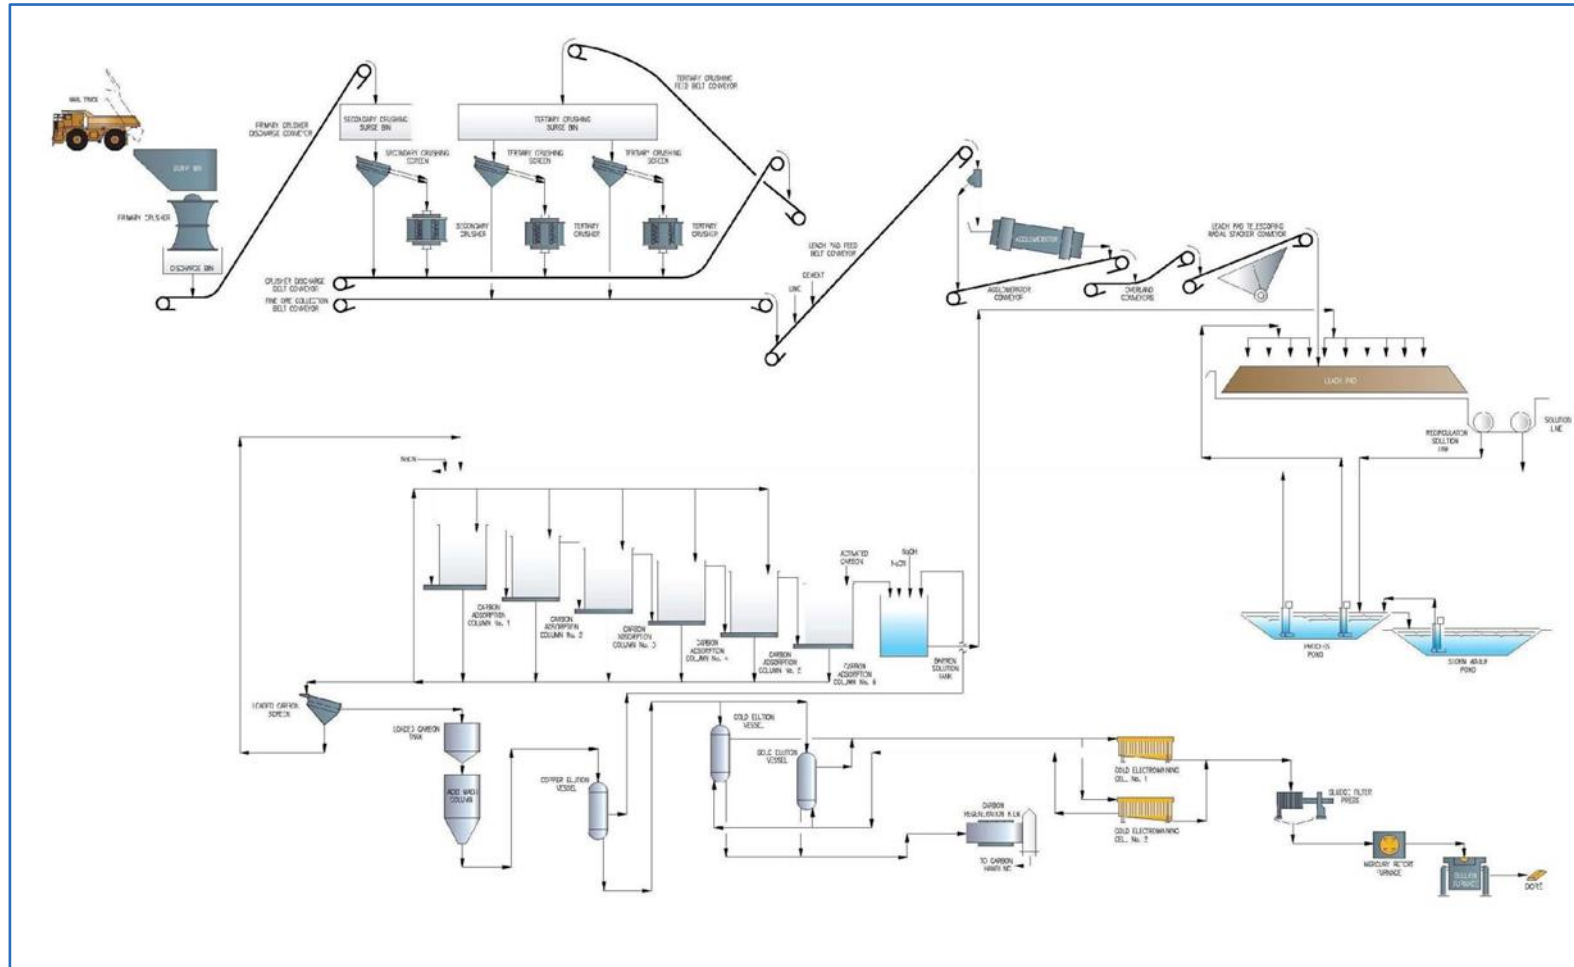 HAUL TRUCK
DUMP BIN
PRIMARY CRUSHER
DISCHARGE BIN
PRIMARY CRUSHER
DISCHARGE CONVEYOR
SECONDARY CRUSHING
SURGE BIN
SECONDARY CRUSHING
SCREEN
SECONDARY
CRUSHER
TERTIARY CRUSHING
SURGE BIN
TERTIARY CRUSHING
SCREEN
TERTIARY
CRUSHER
TERTIARY CRUSHING
SCREEN
TERTIARY
CRUSHER
TERTIARY CRUSHING
FEED BELT CONVEYOR
CRUSHER DISCHARGE
BELT CONVEYOR
FINE ORE COLLECTION
BELT CONVEYOR
LIME
CEMENT
LEACH PAD FEED
BELT CONVEYOR
AGGLOMERATOR
AGGLOMERATOR
CONVEYOR
OVERLAND
CONVEYORS
LEACH PAD TELESCOPING
RADIAL STACKER CONVEYOR
LEACH PAD
RECIRCULATION
SOLUTION
LINE
SOLUTION
LINE
NaCN
CARBON
ADSORPTION
COLUMN No. 1
CARBON
ADSORPTION
COLUMN No. 2
CARBON
ADSORPTION
COLUMN No. 3
CARBON
ADSORPTION
COLUMN No. 4
CARBON
ADSORPTION
COLUMN No. 5
CARBON
ADSORPTION
COLUMN No. 6
ACTIVATED
CARBON
NaOH
NaCN
BARREN
SOLUTION
TANK
PROCESS
POND
STORM WATER
POND
LOADED CARBON
SCREEN
LOADED CARBON
TANK
ACID WASH
COLUMN
COPPER ELUTION
VESSEL
GOLD ELUTION
VESSEL
GOLD ELUTION
VESSEL
CARBON
REGENERATION KILN
TO CARBON
HANDLING
GOLD ELECTROWINNING
CELL No. 1
GOLD ELECTROWINNING
CELL No. 2
SLUDGE FILTER
PRESS
MERCURY RETORT
FURNACE
BULLION
FURNACE
DORÉ